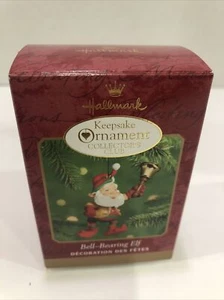 Hallmark
Keepsake
Ornament
COLLECTOR'S
CLUB
Bell-Bearing Elf
DÉCORATION DES FÊTES